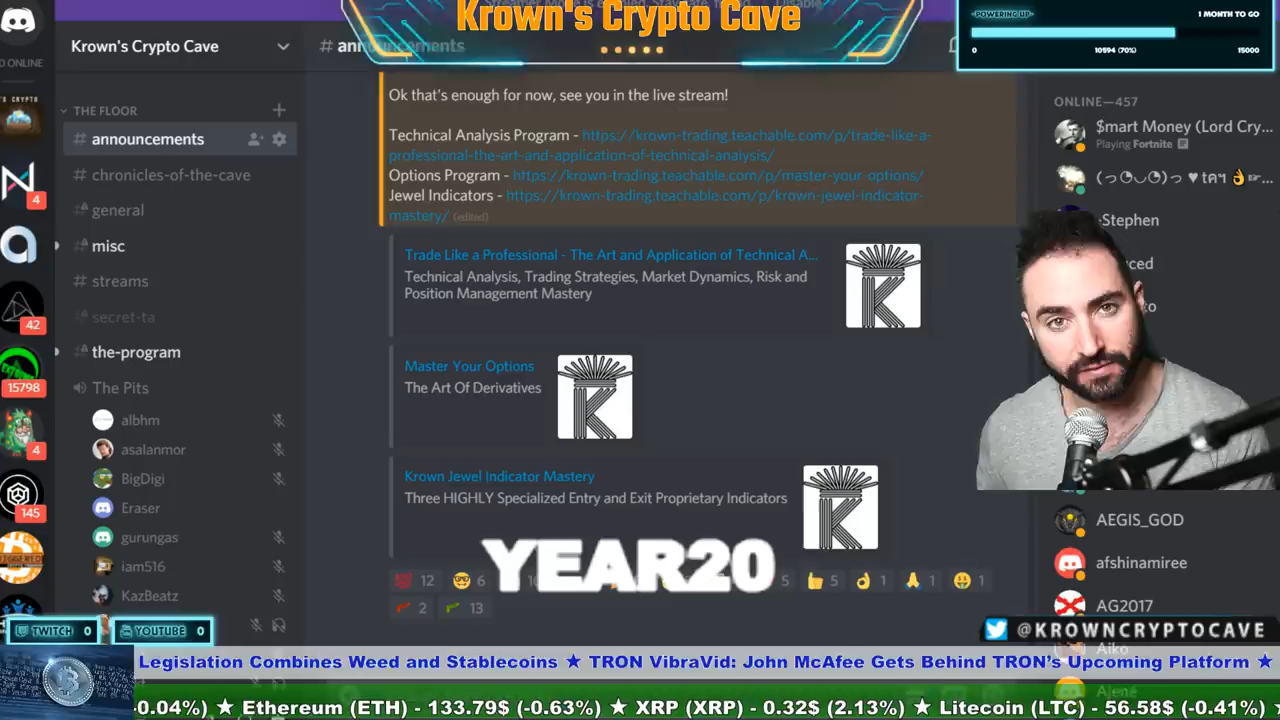 Krown's Crypto Cave
POWERING UP
1 MONTH TO GO
0
10594 (70%)
15000
ONLINE
Krown's Crypto Cave
# announcements
THE FLOOR
announcements
# chronicles-of-the-cave
general
misc
# streams
secret-ta
the-program
The Pits
albhm
asalanmor
BigDigi
Eraser
gurungas
iam516
KazBeatz
4
42
15798
4
145
Ok that's enough for now, see you in the live stream!
Technical Analysis Program - https://krown-trading.teachable.com/p/trade-like-a-
professional-the-art-and-application-of-technical-analysis/
Options Program - https://krown-trading.teachable.com/p/master-your-options/
Jewel Indicators - https://krown-trading.teachable.com/p/krown-jewel-indicator-
mastery/ (edited)
Trade Like a Professional - The Art and Application of Technical A...
Technical Analysis, Trading Strategies, Market Dynamics, Risk and
Position Management Mastery
Master Your Options
The Art Of Derivatives
Krown Jewel Indicator Mastery
Three HIGHLY Specialized Entry and Exit Proprietary Indicators
YEAR20
12
6
5
5
1
1
1
2
13
ONLINE—457
$mart Money (Lord Cry...
Playing Fortnite
Stephen
AEGIS_GOD
afshinamiree
AG2017
Aiko
Ajené
TWITCH 0
YOUTUBE 0
@KROWNCRYPTOCAVE
Legislation Combines Weed and Stablecoins ★ TRON VibraVid: John McAfee Gets Behind TRON's Upcoming Platform ★
-0.04%) ★ Ethereum (ETH) - 133.79$ (-0.63%) ★ XRP (XRP) - 0.32$ (2.13%) ★ Litecoin (LTC) - 56.58$ (-0.41%)